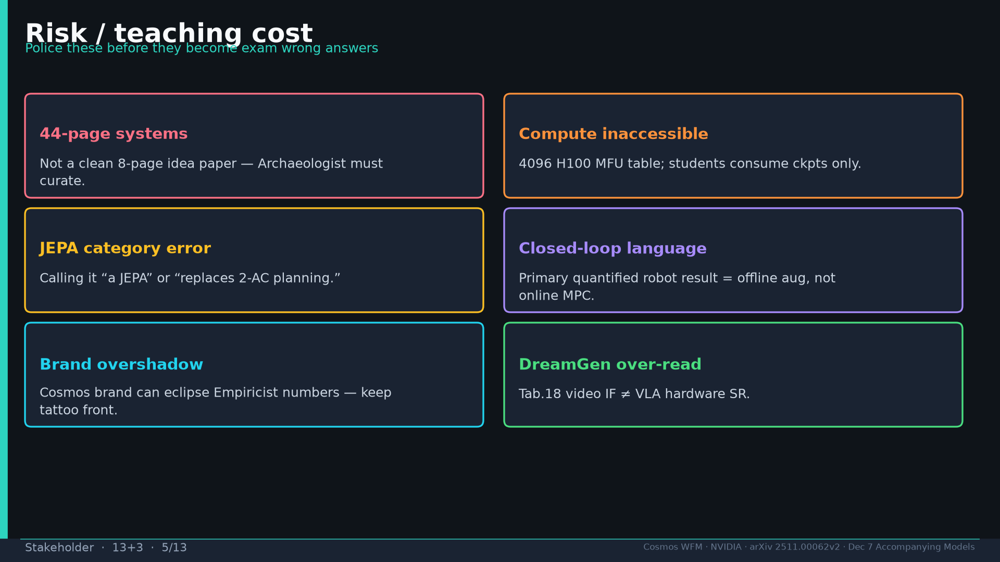 Risk / teaching cost
Police these before they become exam wrong answers
44-page systems
Not a clean 8-page idea paper — Archaeologist must
curate.
Compute inaccessible
4096 H100 MFU table; students consume ckpts only.
JEPA category error
Calling it “a JEPA” or “replaces 2-AC planning.”
Closed-loop language
Primary quantified robot result = offline aug, not
online MPC.
Brand overshadow
Cosmos brand can eclipse Empiricist numbers — keep
tattoo front.
DreamGen over-read
Tab.18 video IF ≠ VLA hardware SR.
Stakeholder · 13+3 · 5/13
Cosmos WFM · NVIDIA · arXiv 2511.00062v2 · Dec 7 Accompanying Models